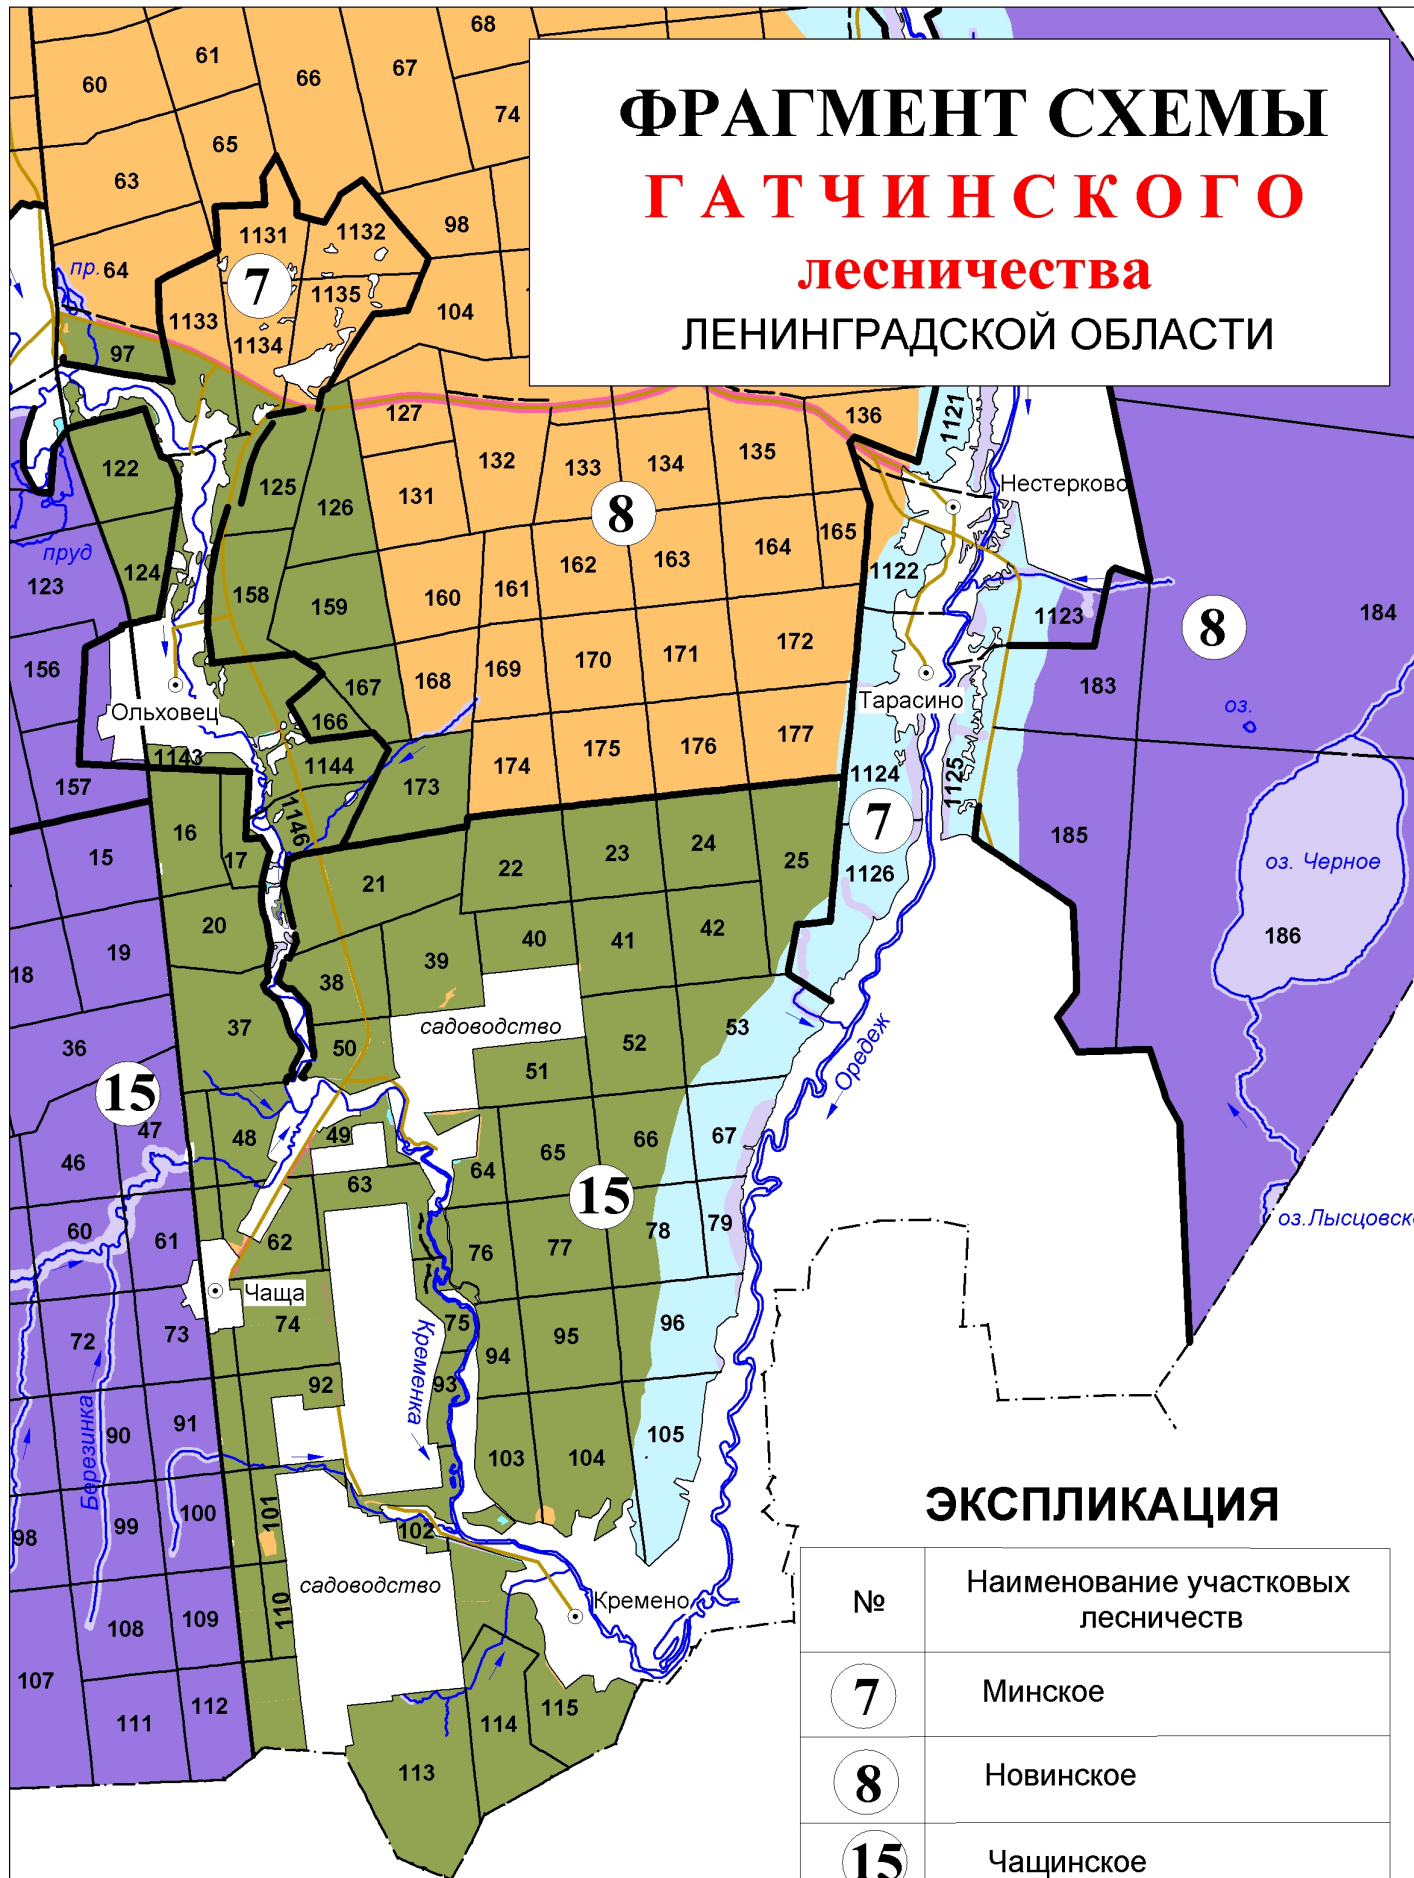 ФРАГМЕНТ СХЕМЫ
ГАТЧИНСКОГО
лесничества
ЛЕНИНГРАДСКОЙ ОБЛАСТИ
60 61 66 67 68
74
63 65
64 пр.
1131 1132 98
7
1133 1135 104
1134
97
127 136 1121
122 125 126 131 132 133 134 135
Нестерково
8
пруд
123 124 158 159 160 161 162 163 164 165 1122
1123 8 184
156 167 168 169 170 171 172 183
Тарасино
Ольховец
166
оз.
157 1143 1144 173 174 175 176 177 1124 1125
7
1146
185
15 16 17 21 22 23 24 25 1126
оз. Черное
186
18 19 20 38 39 40 41 42
садоводство
36 37 50 51 52 53
Оредеж
15
46 47 48 49 64 65 66 67
63
15
60 61 62 76 77 78 79
оз.Лысцовск
Чаща
72 73 74 75 94 95 96
Кременка
92 93
Березинка
90 91 103 104 105
98 99 100 101 102
садоводство
Кремено
107 108 109 110
111 112 113 114 115
ЭКСПЛИКАЦИЯ
№ Наименование участковых
лесничеств
7 Минское
8 Новинское
15 Чащинское